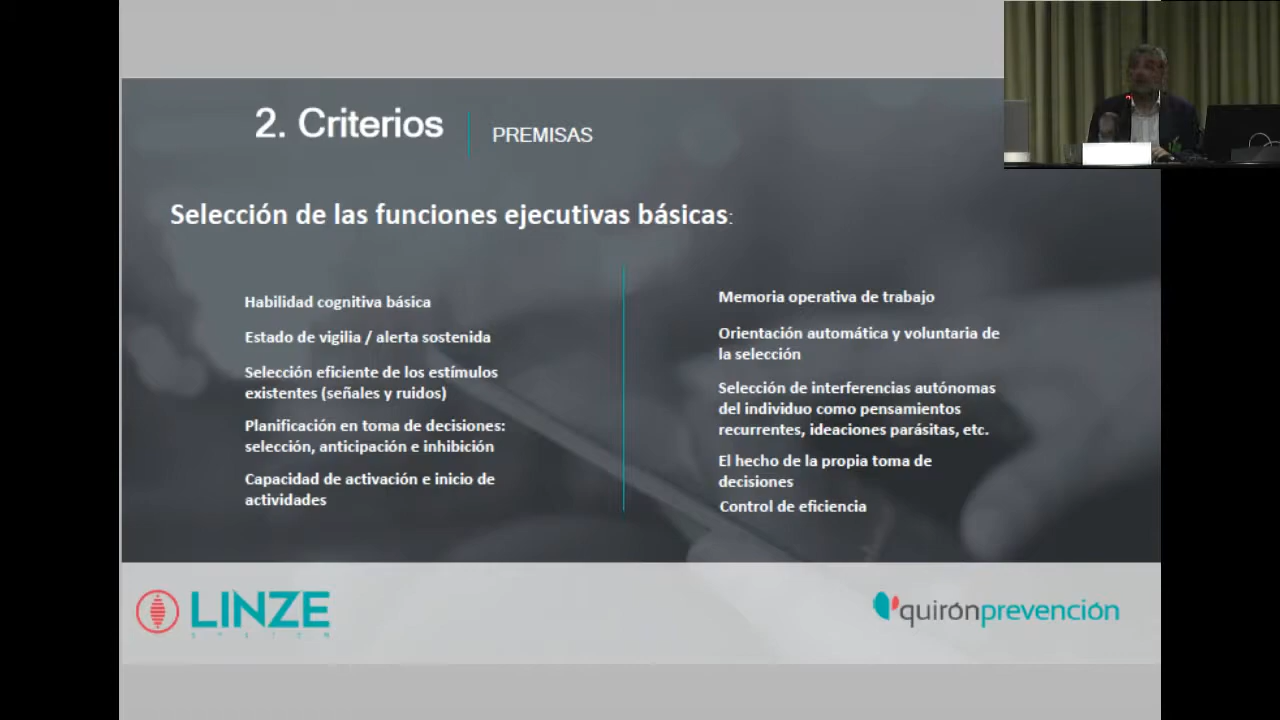 2. Criterios
PREMISAS
Selección de las funciones ejecutivas básicas:
Habilidad cognitiva básica
Estado de vigilia / alerta sostenida
Selección eficiente de los estímulos
existentes (señales y ruidos)
Planificación en toma de decisiones:
selección, anticipación e inhibición
Capacidad de activación e inicio de
actividades
Memoria operativa de trabajo
Orientación automática y voluntaria de
la selección
Selección de interferencias autónomas
del individuo como pensamientos
recurrentes, ideaciones parásitas, etc.
El hecho de la propia toma de
decisiones
Control de eficiencia
LINZE
quirónprevención